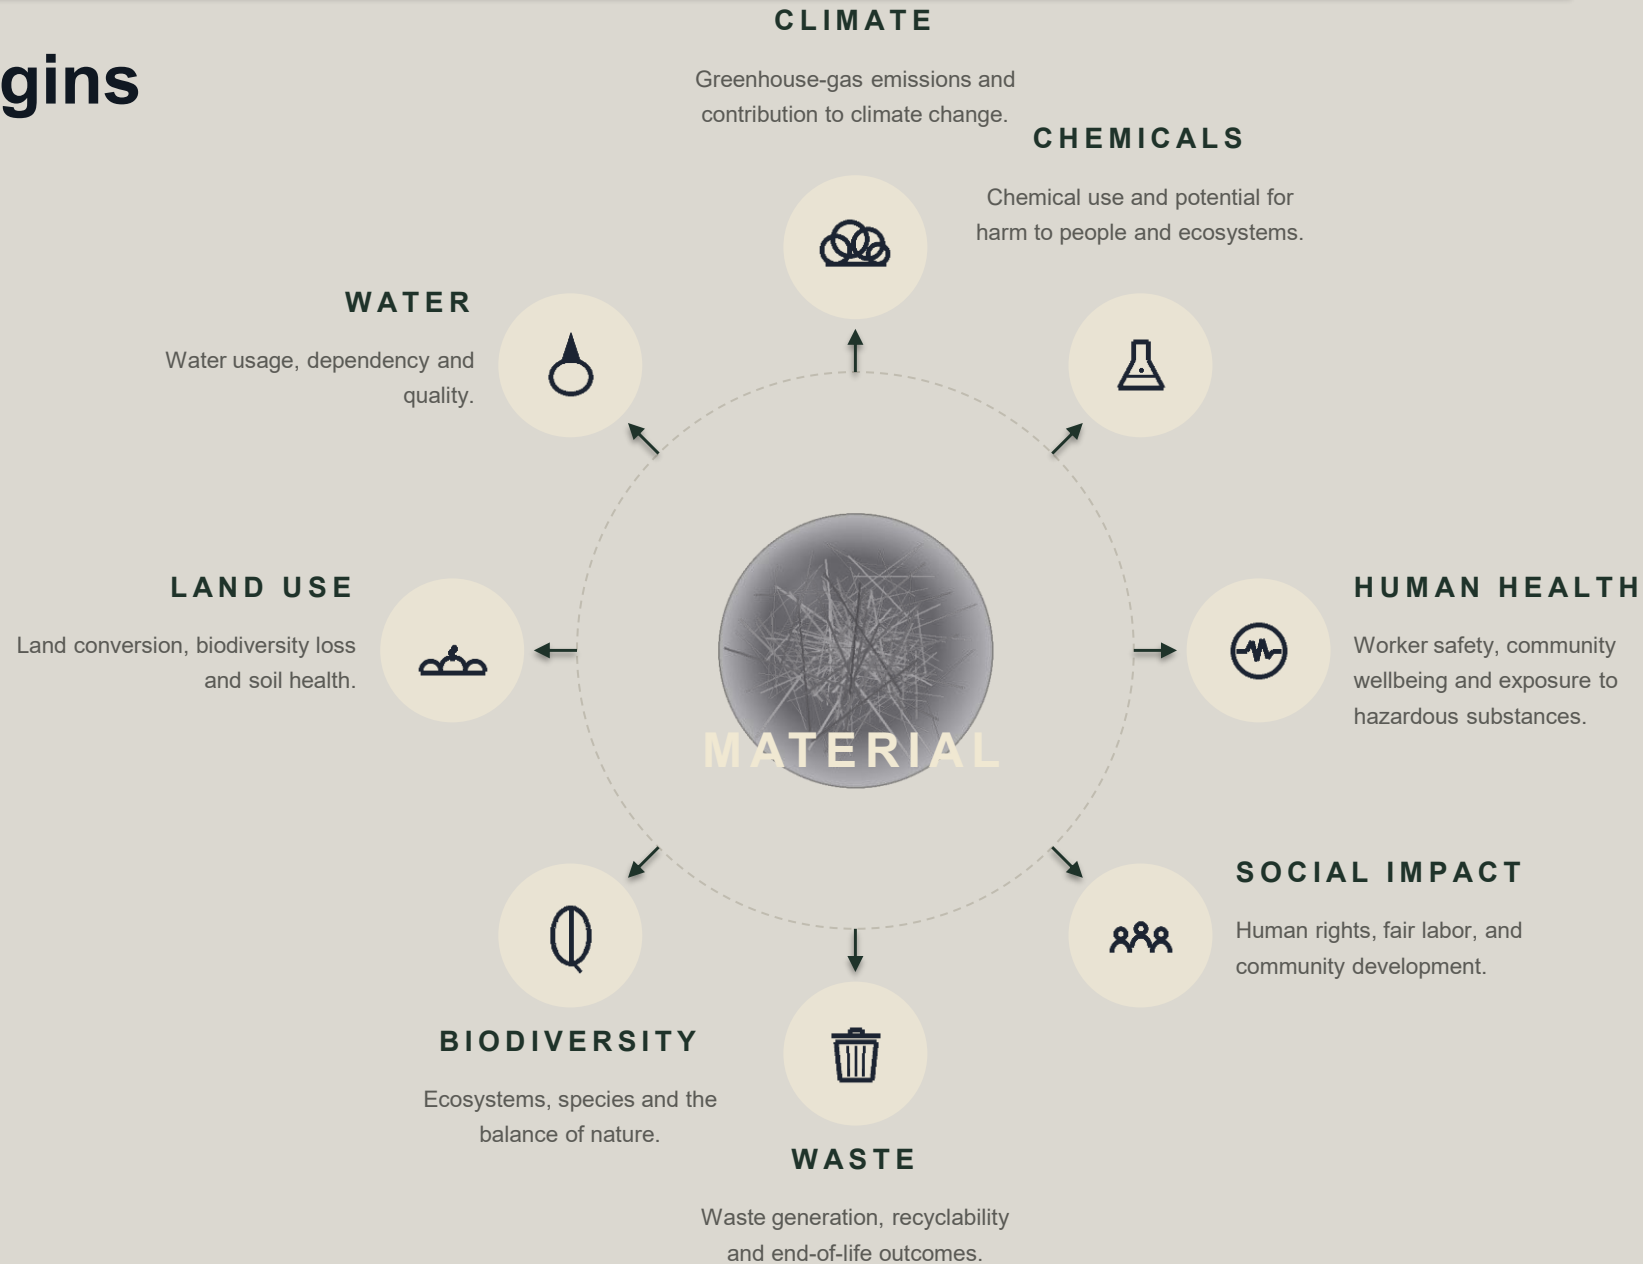 CLIMATE
gins
Greenhouse-gas emissions and
contribution to climate change.
CHEMICALS
Chemical use and potential for
harm to people and ecosystems.
WATER
Water usage, dependency and
quality.
LAND USE
Land conversion, biodiversity loss
and soil health.
HUMAN HEALTH
Worker safety, community
wellbeing and exposure to
hazardous substances.
MATERIAL
SOCIAL IMPACT
Human rights, fair labor, and
community development.
BIODIVERSITY
Ecosystems, species and the
balance of nature.
WASTE
Waste generation, recyclability
and end-of-life outcomes.